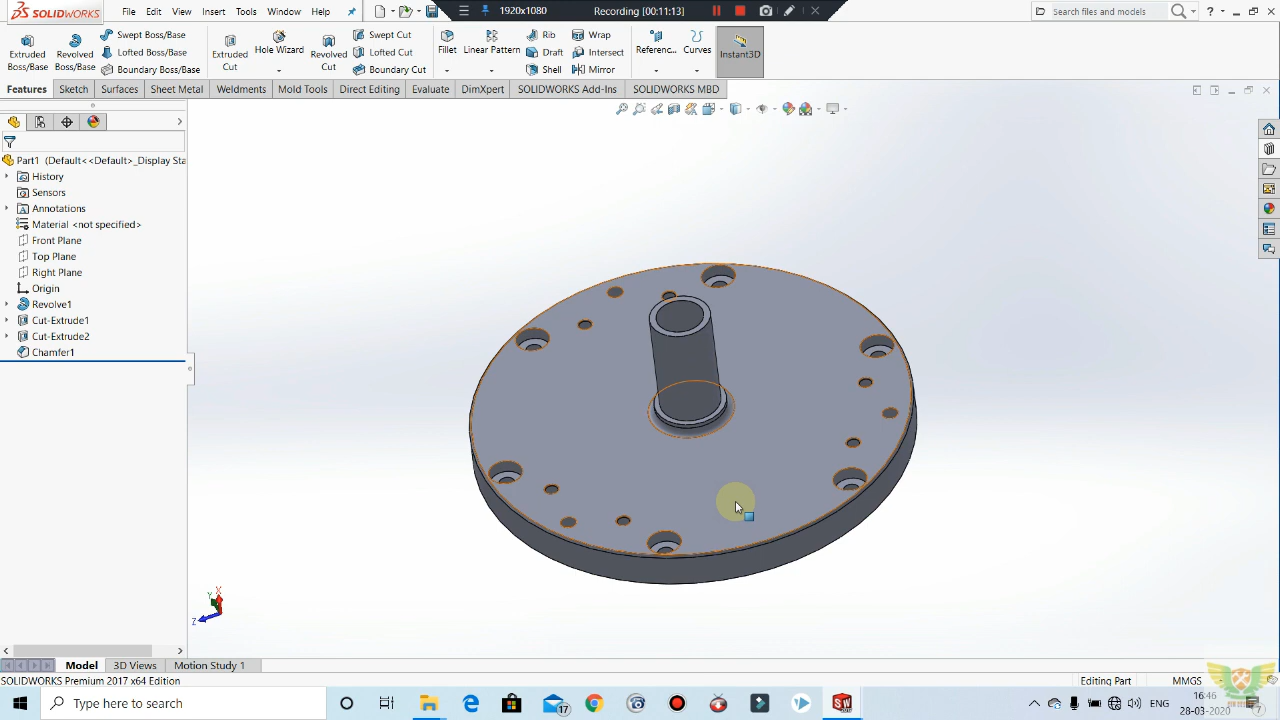 SOLIDWORKS File Edit View Insert Tools Window Help 1920x1080 Recording [00:11:13] Search files and models
Extruded Boss/Base Revolved Boss/Base Swept Boss/Base Lofted Boss/Base Boundary Boss/Base Extruded Cut Hole Wizard Revolved Cut Swept Cut Lofted Cut Boundary Cut Fillet Linear Pattern Rib Draft Shell Wrap Intersect Mirror Referenc... Curves Instant3D
Features Sketch Surfaces Sheet Metal Weldments Mold Tools Direct Editing Evaluate DimXpert SOLIDWORKS Add-Ins SOLIDWORKS MBD
Part1 (Default<<Default>_Display Sta
History
Sensors
Annotations
Material <not specified>
Front Plane
Top Plane
Right Plane
Origin
Revolve1
Cut-Extrude1
Cut-Extrude2
Chamfer1
X
Y
Z
Model 3D Views Motion Study 1
SOLIDWORKS Premium 2017 x64 Edition Editing Part MMGS
Type here to search 17 ENG 16:46
28-03-2020 7